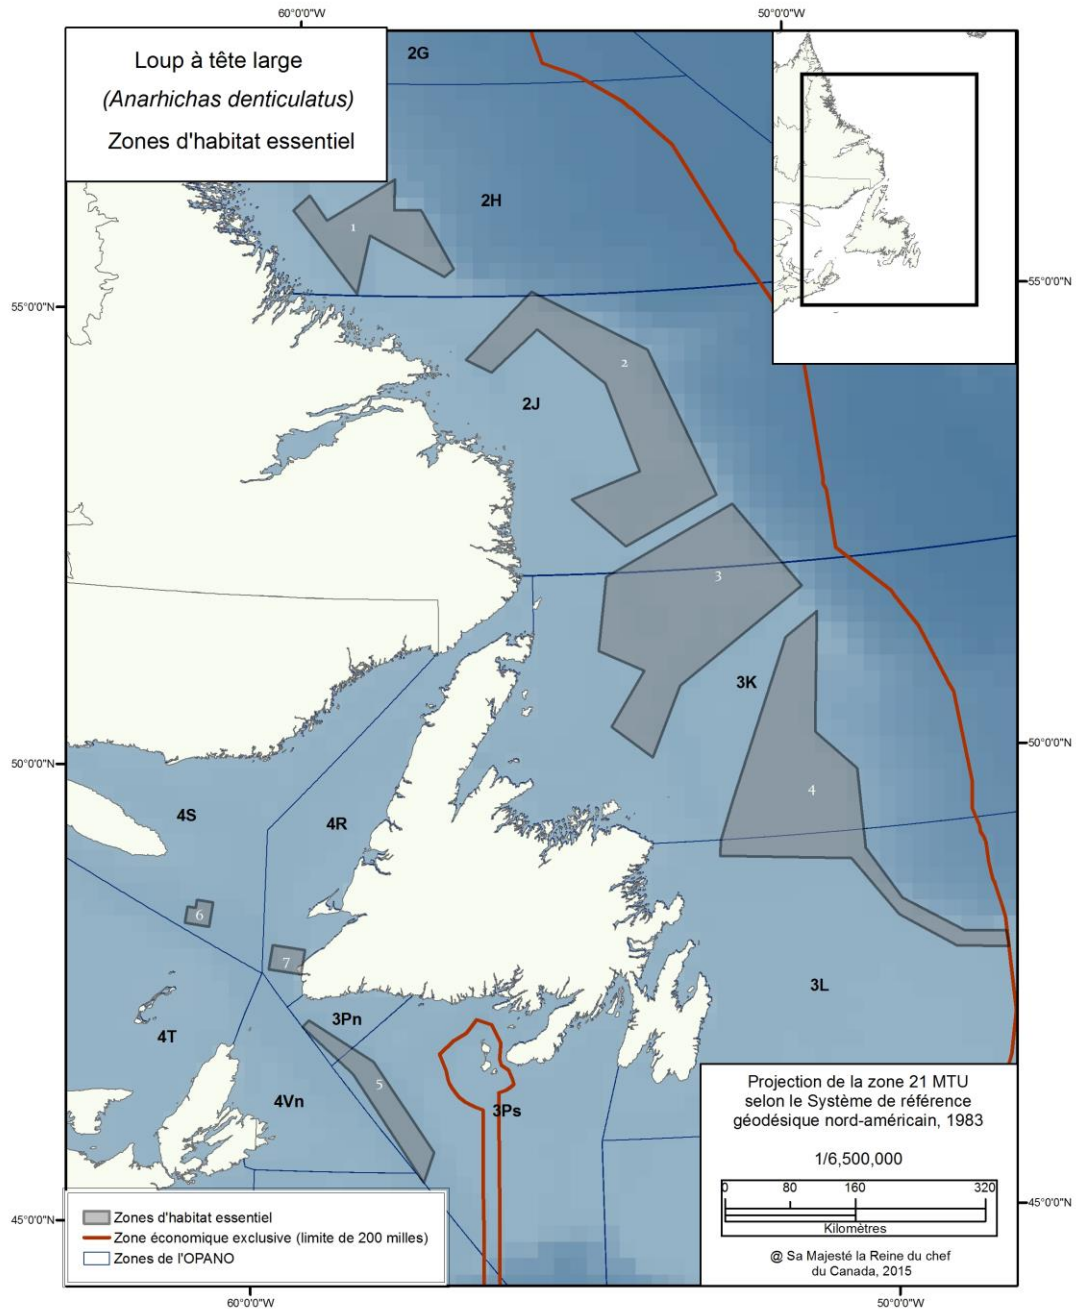 60°0'0"W
50°0'0"W
Loup à tête large
(Anarhichas denticulatus)
Zones d'habitat essentiel
2G
2H
1
55°0'0"N
55°0'0"N
2
2J
3
3K
50°0'0"N
50°0'0"N
4
4S
4R
6
7
3L
3Pn
4T
5
4Vn
3Ps
Projection de la zone 21 MTU
selon le Système de référence
géodésique nord-américain, 1983
1/6,500,000
0 80 160 320
Kilomètres
@ Sa Majesté la Reine du chef
du Canada, 2015
45°0'0"N
45°0'0"N
Zones d'habitat essentiel
Zone économique exclusive (limite de 200 milles)
Zones de l'OPANO
60°0'0"W
50°0'0"W